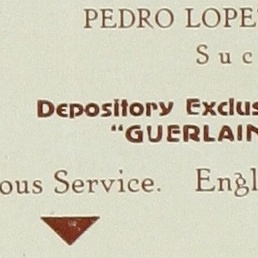 PEDRO LOPE
Suc
Depository Exclus
"GUERLAIN
ous Service. Engl